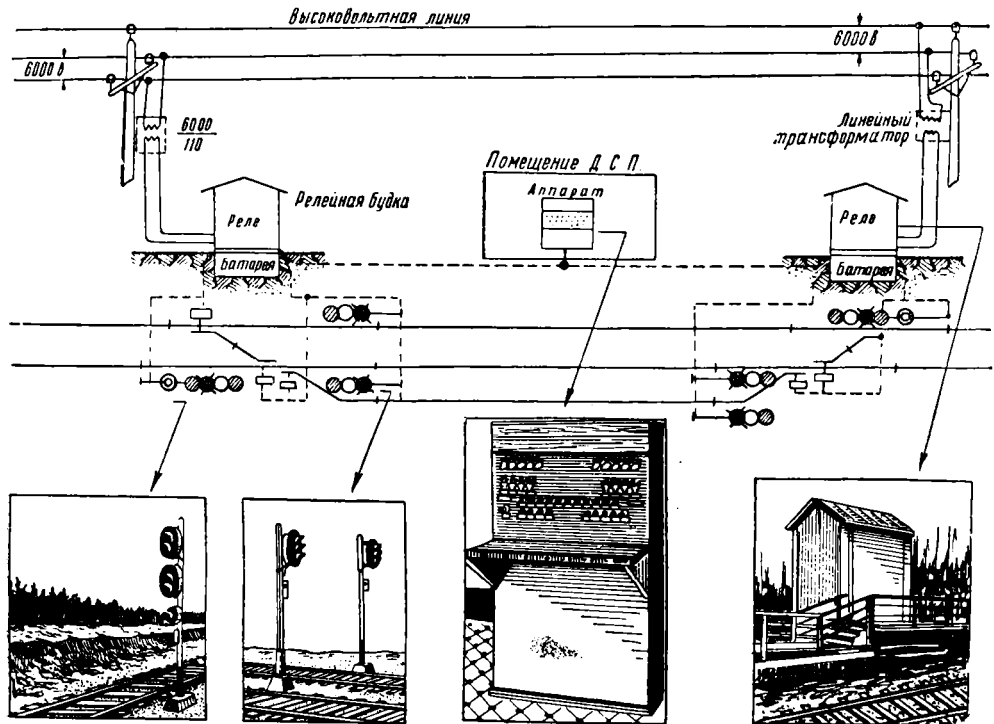 Высоковольтная линия
6000 в
6000 в
6000
110
Линейный
трансформатор
Помещение Д С П
Аппарат
Релейная будка
Реле
Реле
Батарея
Батарея